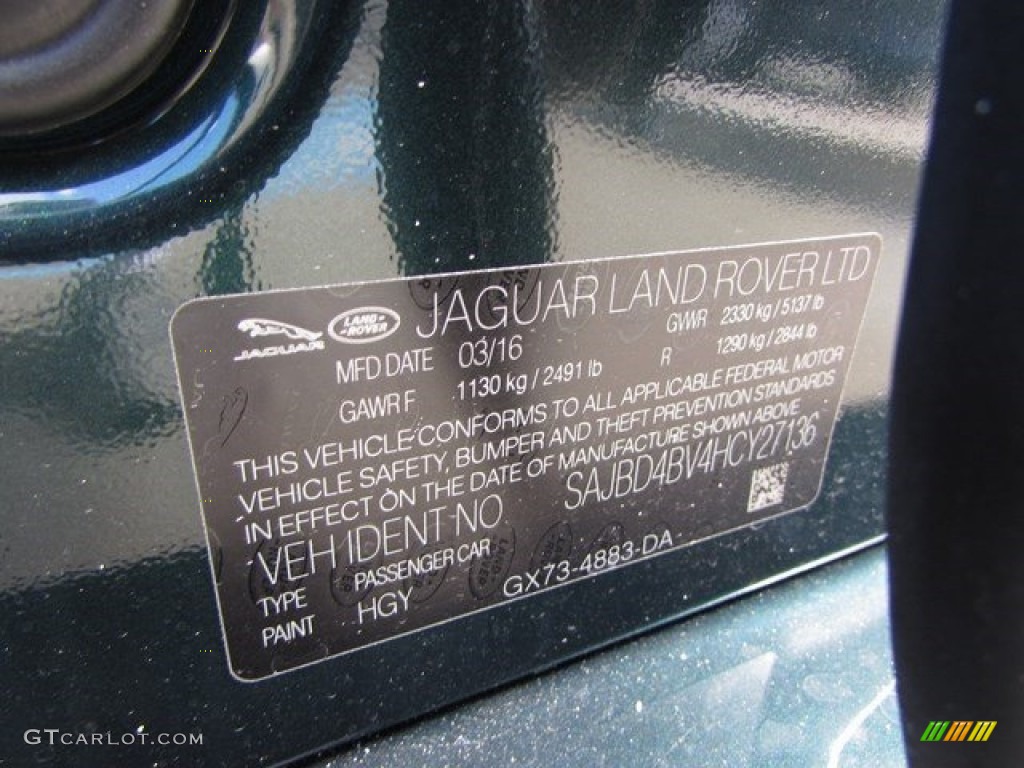 JAGUAR LAND-ROVER JAGUAR LAND ROVER LTD
MFD DATE 03/16 GVWR 2330 kg / 5137 lb
GAWR F 1130 kg / 2491 lb R 1290 kg / 2844 lb
THIS VEHICLE CONFORMS TO ALL APPLICABLE FEDERAL MOTOR
VEHICLE SAFETY, BUMPER AND THEFT PREVENTION STANDARDS
IN EFFECT ON THE DATE OF MANUFACTURE SHOWN ABOVE
VEH IDENT NO SAJBD4BV4HCY27136
TYPE PASSENGER CAR
PAINT HGY GX73-4883-DA
GTCARLOT.COM